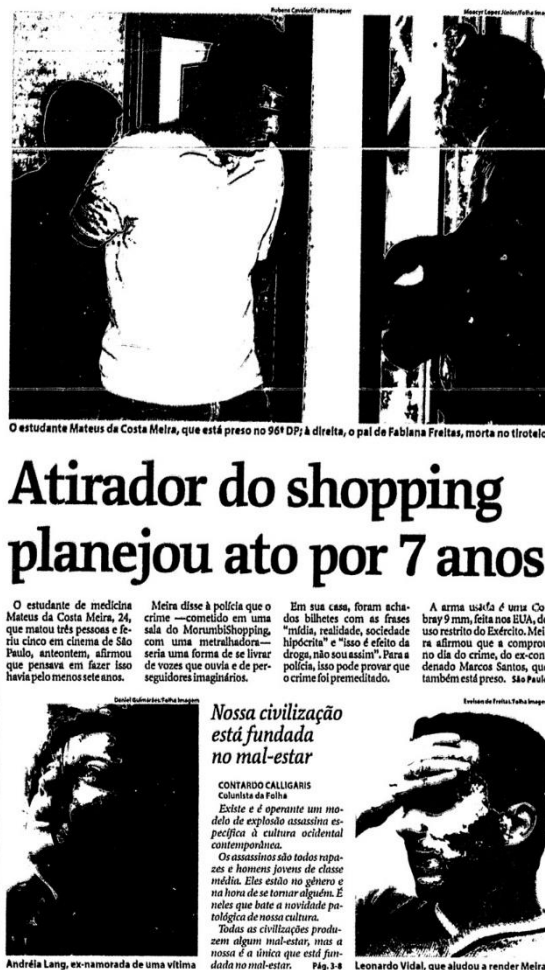 Rubens Cavalari/Folha Imagem
Moacyr Lopes Júnior/Folha Ima
O estudante Mateus da Costa Meira, que está preso no 96º DP; à direita, o pai de Fabiana Freitas, morta no tiroteio
Atirador do shopping
planejou ato por 7 anos
O estudante de medicina
Mateus da Costa Meira, 24,
que matou três pessoas e fe-
riu cinco em cinema de São
Paulo, anteontem, afirmou
que pensava em fazer isso
havia pelo menos sete anos.
Meira disse à polícia que o
crime —cometido em uma
sala do MorumbiShopping,
com uma metralhadora—
seria uma forma de se livrar
de vozes que ouvia e de per-
seguidores imaginários.
Em sua casa, foram acha-
dos bilhetes com as frases
“mídia, realidade, sociedade
hipócrita” e “isso é efeito da
droga, não sou assim”. Para a
polícia, isso pode provar que
o crime foi premeditado.
A arma usada é uma Co-
bray 9 mm, feita nos EUA, de
uso restrito do Exército. Mei-
ra afirmou que a comprou
no dia do crime, do ex-con-
denado Marcos Santos, que
também está preso. São Paulo
Daniel Guimarães/Folha Imagem
Nossa civilização
está fundada
no mal-estar
CONTARDO CALLIGARIS
Colunista da Folha
Existe e é operante um mo-
delo de explosão assassina es-
pecífica à cultura ocidental
contemporânea.
Os assassinos são todos rapa-
zes e homens jovens de classe
média. Eles estão no gênero e
na hora de se tornar alguém. É
neles que bate a novidade pa-
tológica de nossa cultura.
Todas as civilizações produ-
zem algum mal-estar, mas a
nossa é a única que está fun-
dada no mal-estar. Pág. 3-8
Evelson de Freitas/Folha Imagem
Andréia Lang, ex-namorada de uma vítima
Leonardo Vidal, que ajudou a render Meira